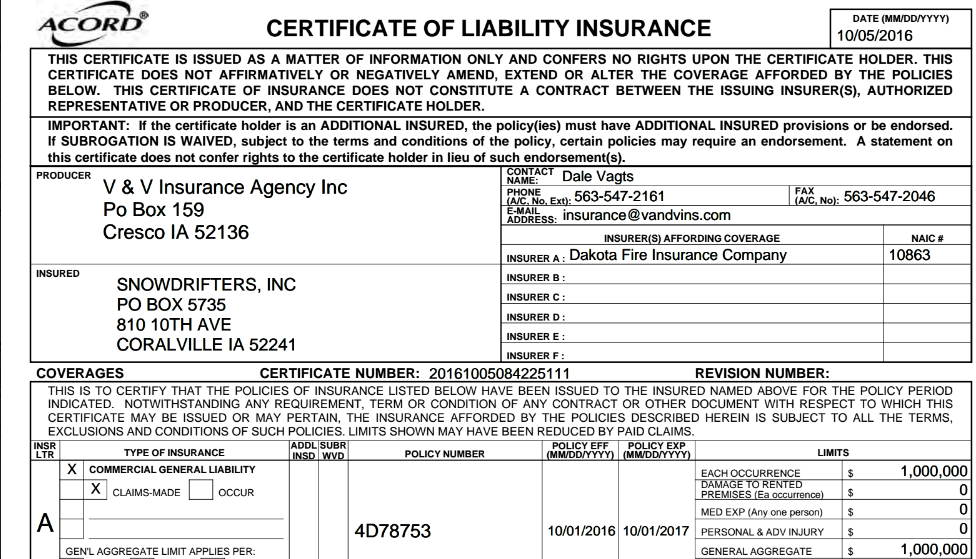 ACORD®
CERTIFICATE OF LIABILITY INSURANCE
DATE (MM/DD/YYYY)
10/05/2016
THIS CERTIFICATE IS ISSUED AS A MATTER OF INFORMATION ONLY AND CONFERS NO RIGHTS UPON THE CERTIFICATE HOLDER. THIS
CERTIFICATE DOES NOT AFFIRMATIVELY OR NEGATIVELY AMEND, EXTEND OR ALTER THE COVERAGE AFFORDED BY THE POLICIES
BELOW. THIS CERTIFICATE OF INSURANCE DOES NOT CONSTITUTE A CONTRACT BETWEEN THE ISSUING INSURER(S), AUTHORIZED
REPRESENTATIVE OR PRODUCER, AND THE CERTIFICATE HOLDER.
IMPORTANT: If the certificate holder is an ADDITIONAL INSURED, the policy(ies) must have ADDITIONAL INSURED provisions or be endorsed.
If SUBROGATION IS WAIVED, subject to the terms and conditions of the policy, certain policies may require an endorsement. A statement on
this certificate does not confer rights to the certificate holder in lieu of such endorsement(s).
PRODUCER
V & V Insurance Agency Inc
Po Box 159
Cresco IA 52136
CONTACT NAME: Dale Vagts
PHONE (A/C, No, Ext): 563-547-2161
FAX (A/C, No): 563-547-2046
E-MAIL ADDRESS: insurance@vandvins.com
INSURER(S) AFFORDING COVERAGE NAIC #
INSURER A : Dakota Fire Insurance Company 10863
INSURED
SNOWDRIFTERS, INC
PO BOX 5735
810 10TH AVE
CORALVILLE IA 52241
INSURER B :
INSURER C :
INSURER D :
INSURER E :
INSURER F :
COVERAGES CERTIFICATE NUMBER: 20161005084225111 REVISION NUMBER:
THIS IS TO CERTIFY THAT THE POLICIES OF INSURANCE LISTED BELOW HAVE BEEN ISSUED TO THE INSURED NAMED ABOVE FOR THE POLICY PERIOD
INDICATED. NOTWITHSTANDING ANY REQUIREMENT, TERM OR CONDITION OF ANY CONTRACT OR OTHER DOCUMENT WITH RESPECT TO WHICH THIS
CERTIFICATE MAY BE ISSUED OR MAY PERTAIN, THE INSURANCE AFFORDED BY THE POLICIES DESCRIBED HEREIN IS SUBJECT TO ALL THE TERMS,
EXCLUSIONS AND CONDITIONS OF SUCH POLICIES. LIMITS SHOWN MAY HAVE BEEN REDUCED BY PAID CLAIMS.
INSR LTR TYPE OF INSURANCE ADDL INSD SUBR WVD POLICY NUMBER POLICY EFF (MM/DD/YYYY) POLICY EXP (MM/DD/YYYY) LIMITS
X COMMERCIAL GENERAL LIABILITY
X CLAIMS-MADE OCCUR
A
GEN'L AGGREGATE LIMIT APPLIES PER:
4D78753 10/01/2016 10/01/2017
EACH OCCURRENCE $ 1,000,000
DAMAGE TO RENTED PREMISES (Ea occurrence) $ 0
MED EXP (Any one person) $ 0
PERSONAL & ADV INJURY $ 0
GENERAL AGGREGATE $ 1,000,000